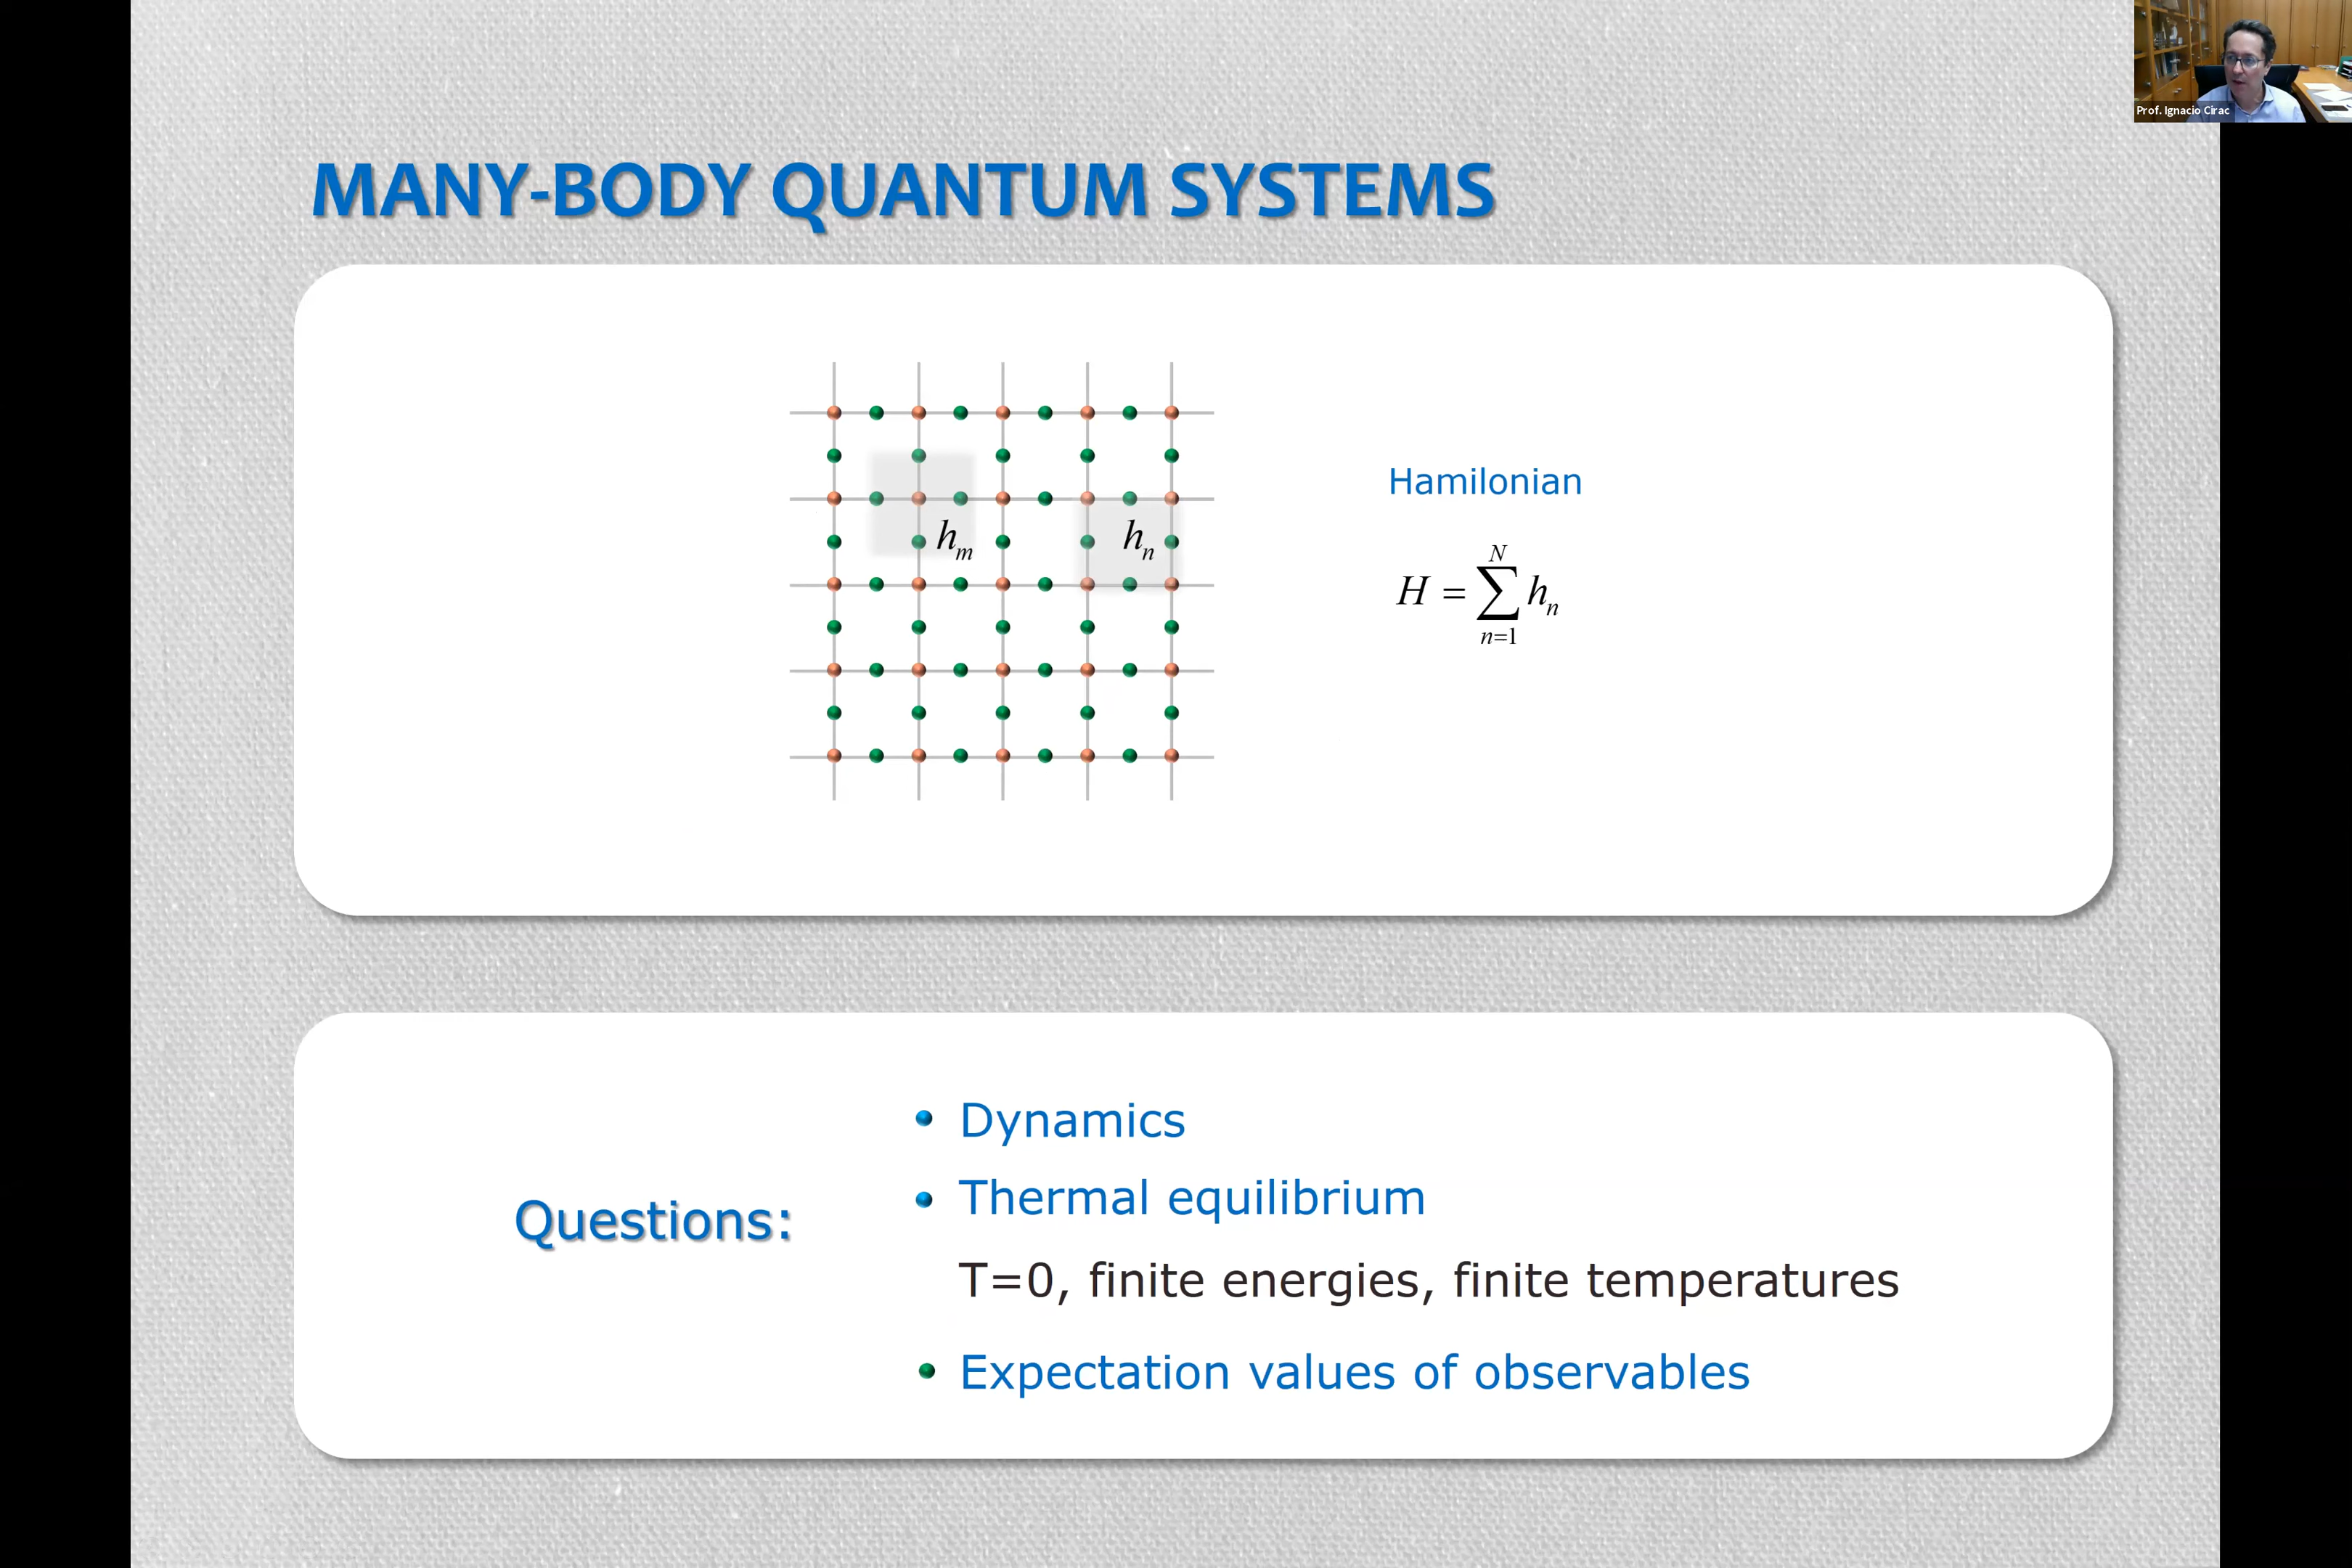 Prof. Ignacio Cirac
MANY-BODY QUANTUM SYSTEMS
h_m
h_n
Hamilonian
H = \sum_{n=1}^{N} h_n
Questions:
Dynamics
Thermal equilibrium
T=0, finite energies, finite temperatures
Expectation values of observables